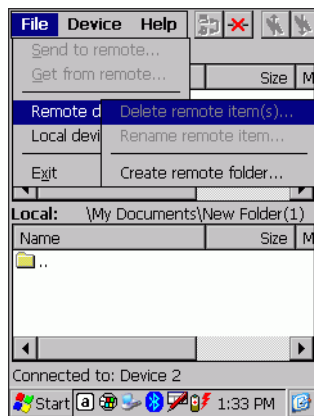 File Device Help
Send to remote...
Get from remote...
Size M
Remote d Delete remote item(s)...
Local devi Rename remote item...
Exit Create remote folder...
Local: \My Documents\New Folder(1)
Name Size M
..
Connected to: Device 2
Start a 1:33 PM